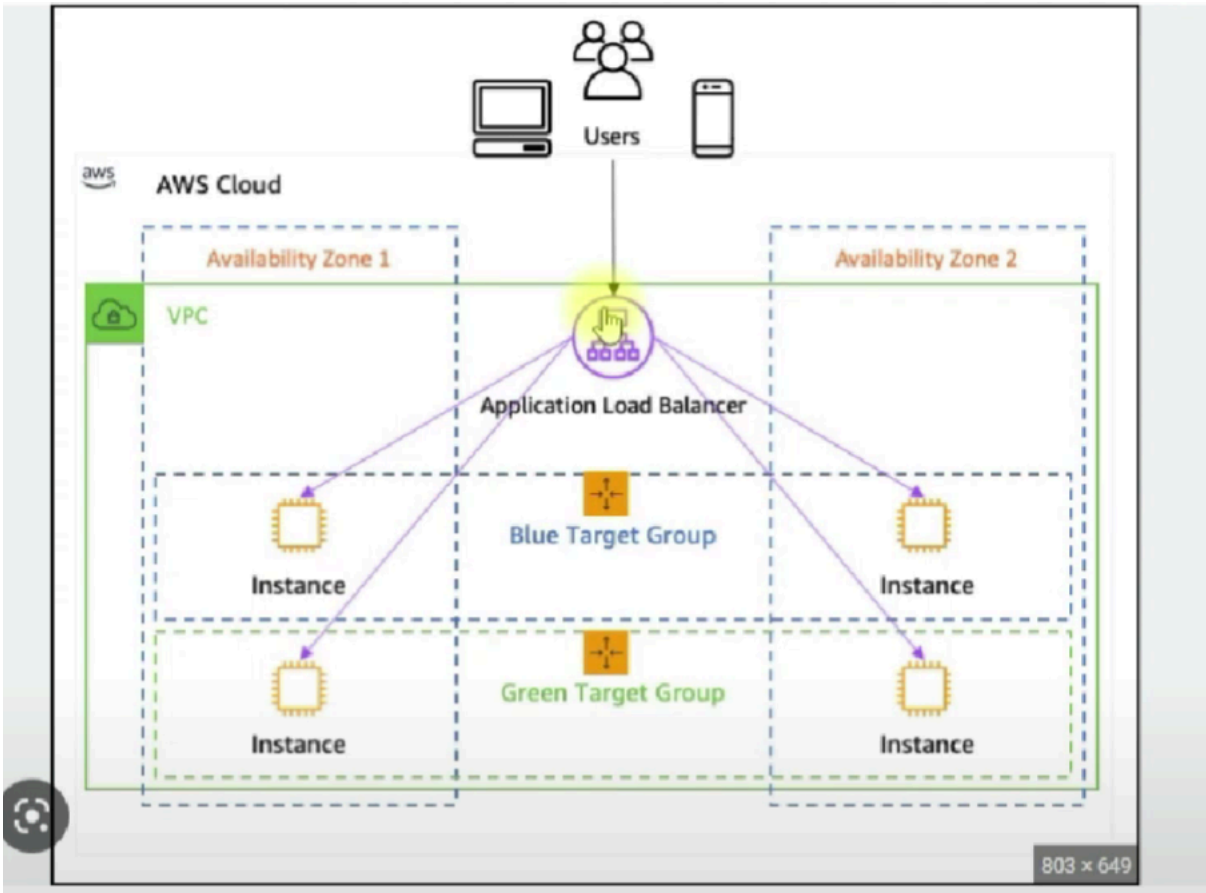 Users
aws
AWS Cloud
Availability Zone 1
Availability Zone 2
VPC
Application Load Balancer
Blue Target Group
Instance
Instance
Green Target Group
Instance
Instance
803 × 649